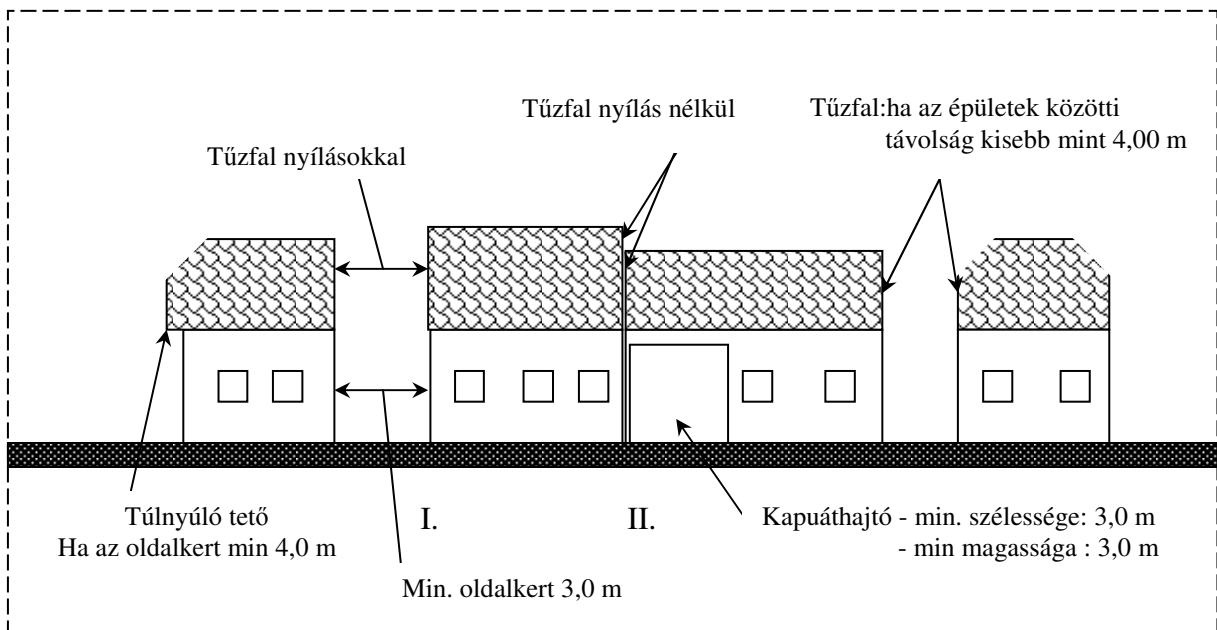 Tűzfal nyílás nélkül
Tűzfal:ha az épületek közötti
távolság kisebb mint 4,00 m
Tűzfal nyílásokkal
Túlnyúló tető
Ha az oldalkert min 4,0 m
I.
II.
Kapuáthajtó - min. szélessége: 3,0 m
- min magassága : 3,0 m
Min. oldalkert 3,0 m